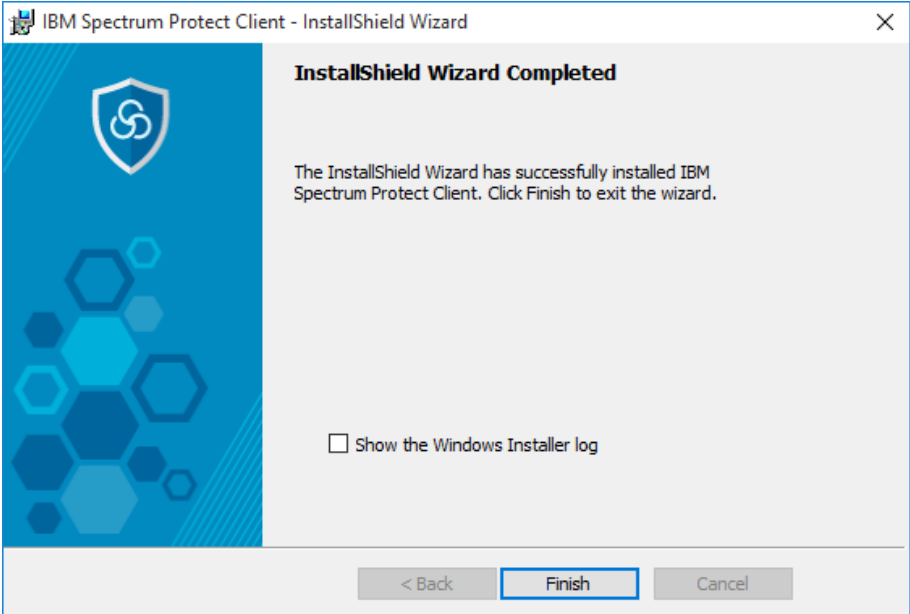 IBM Spectrum Protect Client - InstallShield Wizard
InstallShield Wizard Completed
The InstallShield Wizard has successfully installed IBM
Spectrum Protect Client. Click Finish to exit the wizard.
Show the Windows Installer log
< Back Finish Cancel